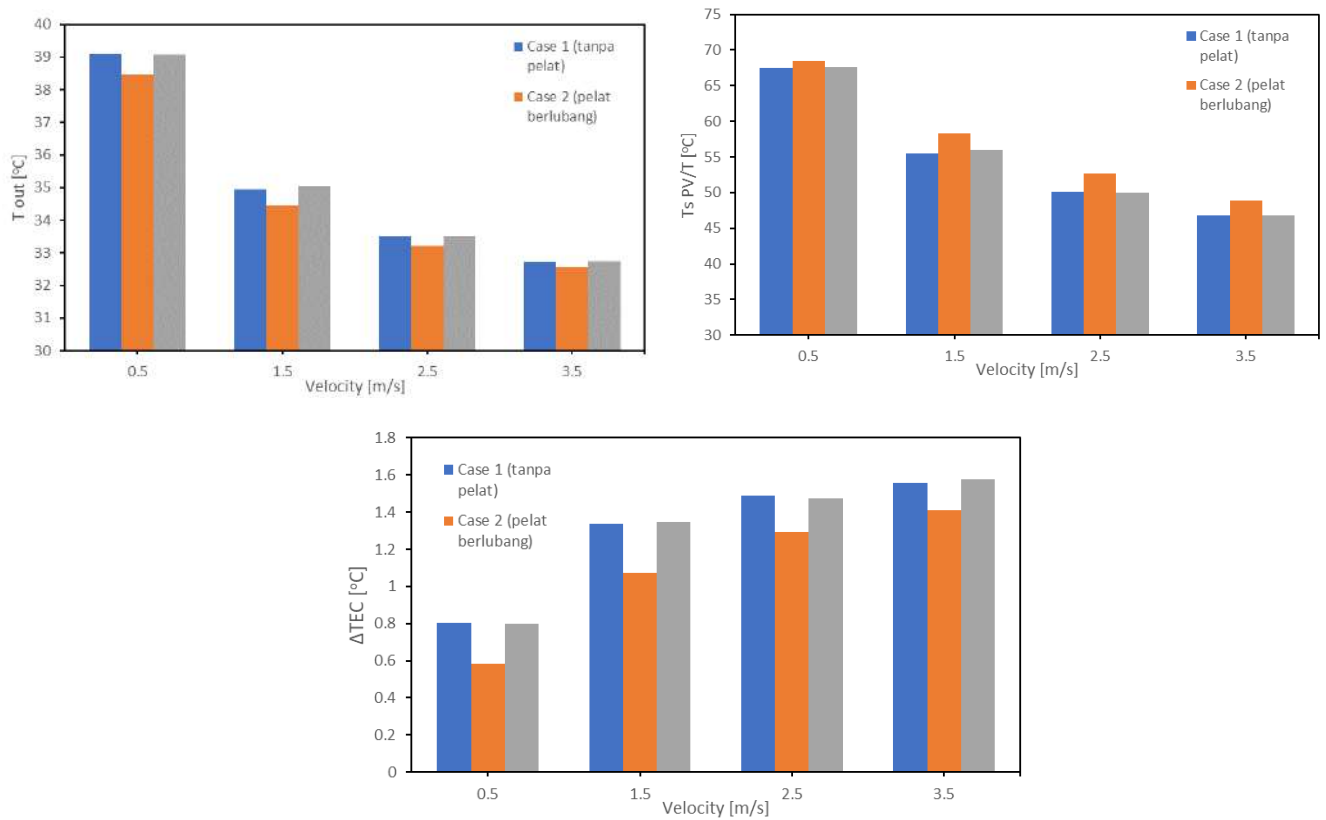 40
39
38
37
36
35
34
33
32
31
30
T out [°C]
0.5
1.5
2.5
3.5
Velocity [m/s]
Case 1 (tanpa
pelat)
Case 2 (pelat
berlubang)
75
70
65
60
55
50
45
40
35
30
Ts PV/T [°C]
0.5
1.5
2.5
3.5
Velocity [m/s]
Case 1 (tanpa
pelat)
Case 2 (pelat
berlubang)
1.8
1.6
1.4
1.2
1
0.8
0.6
0.4
0.2
0
ΔTEC [°C]
0.5
1.5
2.5
3.5
Velocity [m/s]
Case 1 (tanpa
pelat)
Case 2 (pelat
berlubang)